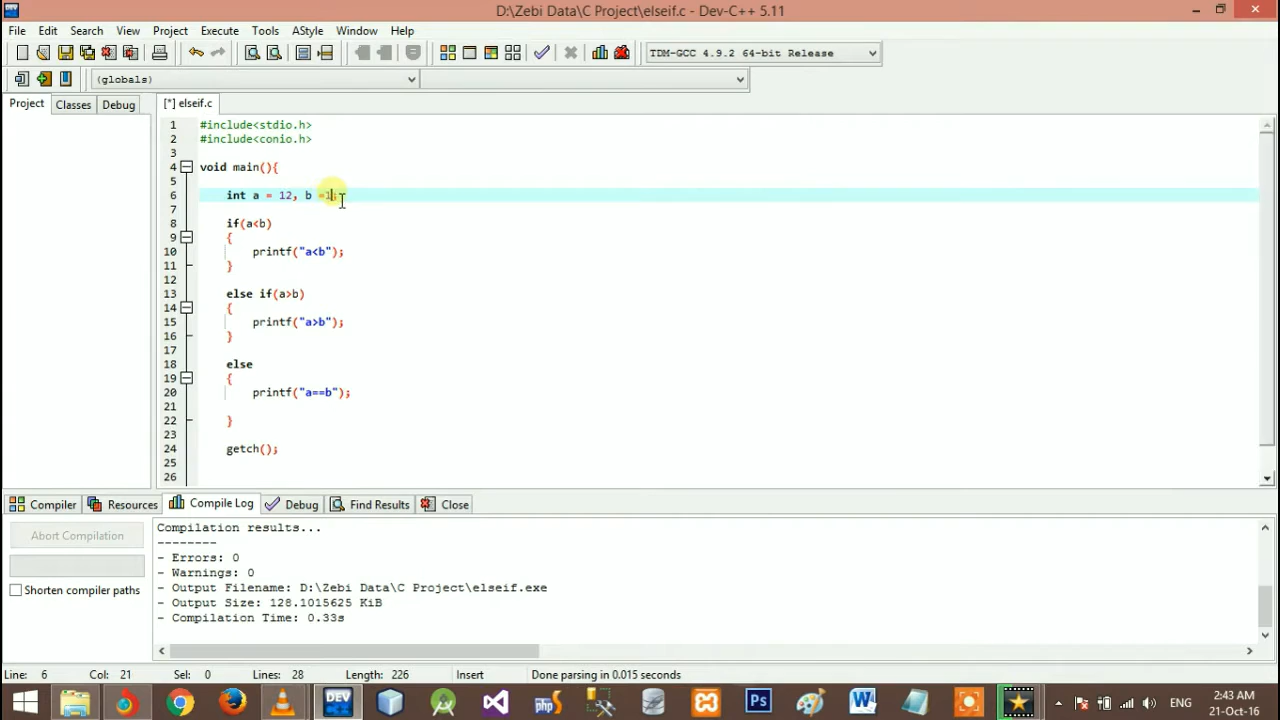 D:\Zebi Data\C Project\elseif.c - Dev-C++ 5.11
File Edit Search View Project Execute Tools AStyle Window Help
TDM-GCC 4.9.2 64-bit Release
(globals)
Project Classes Debug [*] elseif.c
1 #include<stdio.h>
2 #include<conio.h>
3
4 void main(){
5
6 int a = 12, b =1;
7
8 if(a<b)
9 {
10 printf("a<b");
11 }
12
13 else if(a>b)
14 {
15 printf("a>b");
16 }
17
18 else
19 {
20 printf("a==b");
21
22 }
23
24 getch();
25
26
Compiler Resources Compile Log Debug Find Results Close
Abort Compilation
Shorten compiler paths
Compilation results...
--------
- Errors: 0
- Warnings: 0
- Output Filename: D:\Zebi Data\C Project\elseif.exe
- Output Size: 128.1015625 KiB
- Compilation Time: 0.33s
Line: 6 Col: 21 Sel: 0 Lines: 28 Length: 226 Insert Done parsing in 0.015 seconds
DEV
php
Ps
ENG
2:43 AM
21-Oct-16